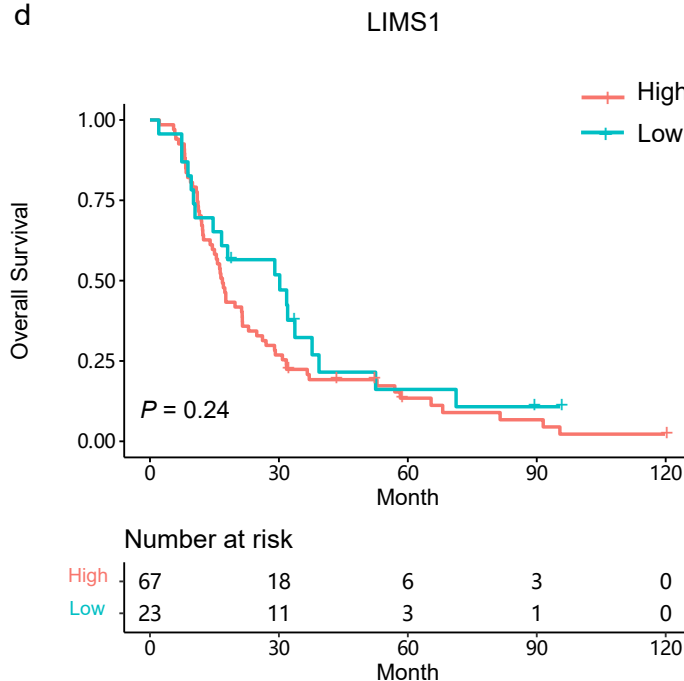 d
LIMS1
High
Low
1.00
0.75
0.50
0.25
0.00
Overall Survival
P = 0.24
0 30 60 90 120
Month
Number at risk
High 67 18 6 3 0
Low 23 11 3 1 0
0 30 60 90 120
Month